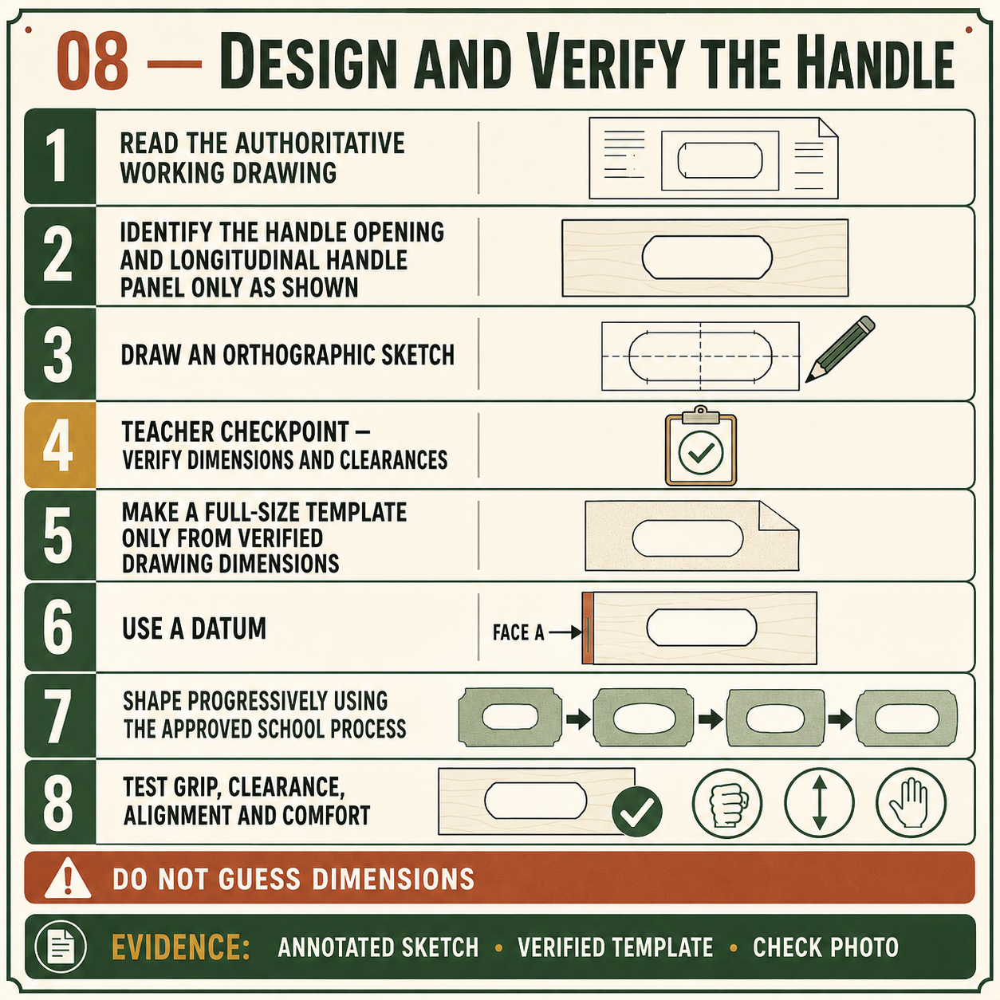 08 — DESIGN AND VERIFY THE HANDLE
1
READ THE AUTHORITATIVE
WORKING DRAWING
2
IDENTIFY THE HANDLE OPENING
AND LONGITUDINAL HANDLE
PANEL ONLY AS SHOWN
3
DRAW AN ORTHOGRAPHIC SKETCH
4
TEACHER CHECKPOINT —
VERIFY DIMENSIONS AND CLEARANCES
5
MAKE A FULL-SIZE TEMPLATE
ONLY FROM VERIFIED
DRAWING DIMENSIONS
6
USE A DATUM
FACE A
7
SHAPE PROGRESSIVELY USING
THE APPROVED SCHOOL PROCESS
8
TEST GRIP, CLEARANCE,
ALIGNMENT AND COMFORT
DO NOT GUESS DIMENSIONS
EVIDENCE: ANNOTATED SKETCH • VERIFIED TEMPLATE • CHECK PHOTO